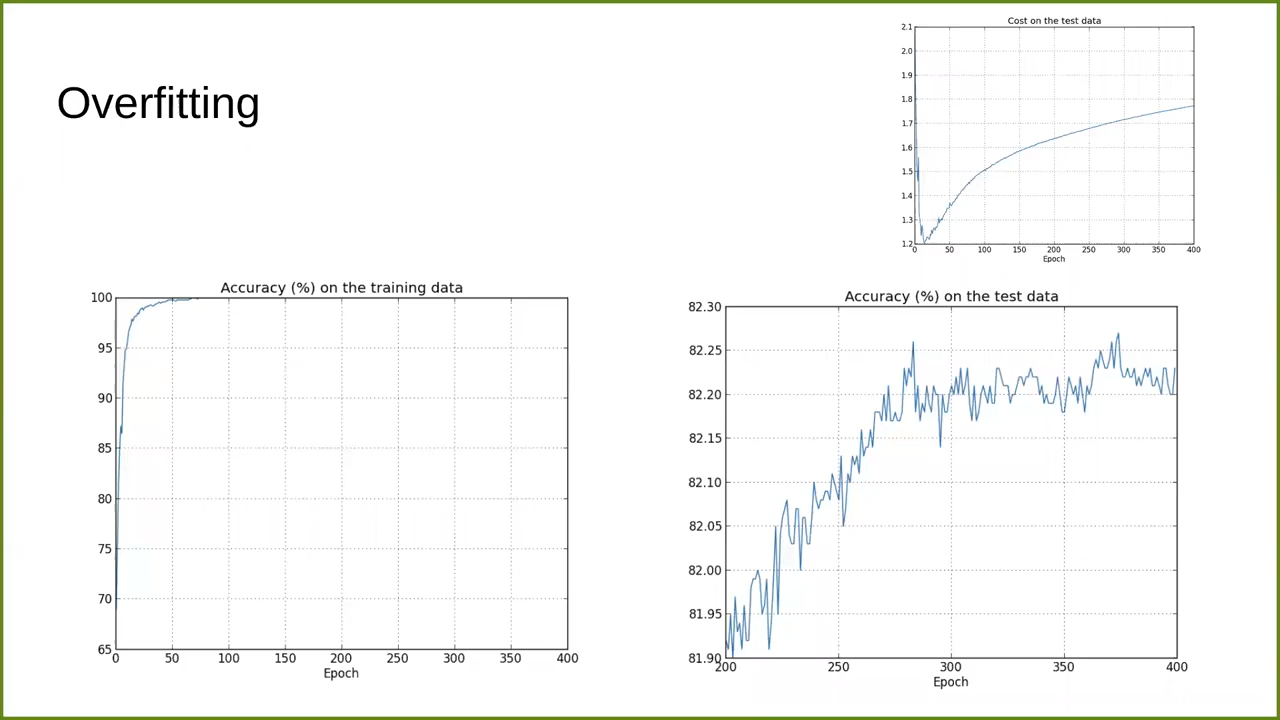 Overfitting
Cost on the test data
2.1
2.0
1.9
1.8
1.7
1.6
1.5
1.4
1.3
1.2
0 50 100 150 200 250 300 350 400
Epoch
Accuracy (%) on the training data
100
95
90
85
80
75
70
65
0 50 100 150 200 250 300 350 400
Epoch
Accuracy (%) on the test data
82.30
82.25
82.20
82.15
82.10
82.05
82.00
81.95
81.90
200 250 300 350 400
Epoch